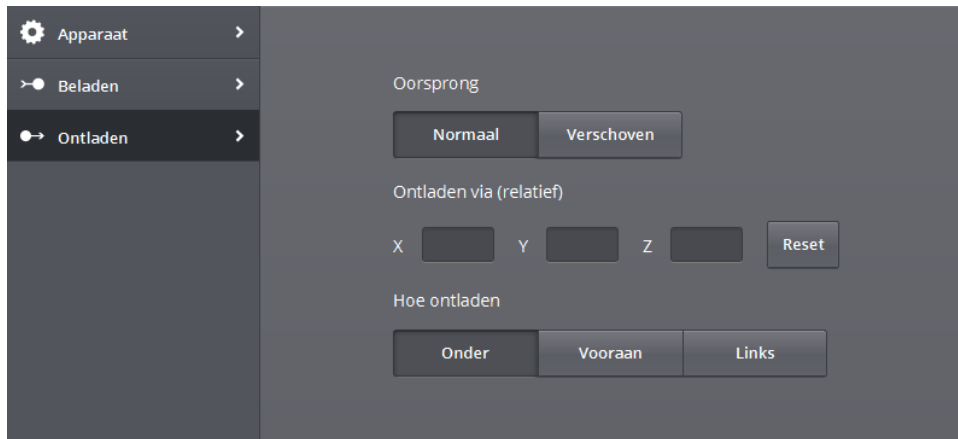 Apparaat
Beladen
Ontladen
Oorsprong
Normaal Verschoven
Ontladen via (relatief)
X Y Z Reset
Hoe ontladen
Onder Vooraan Links